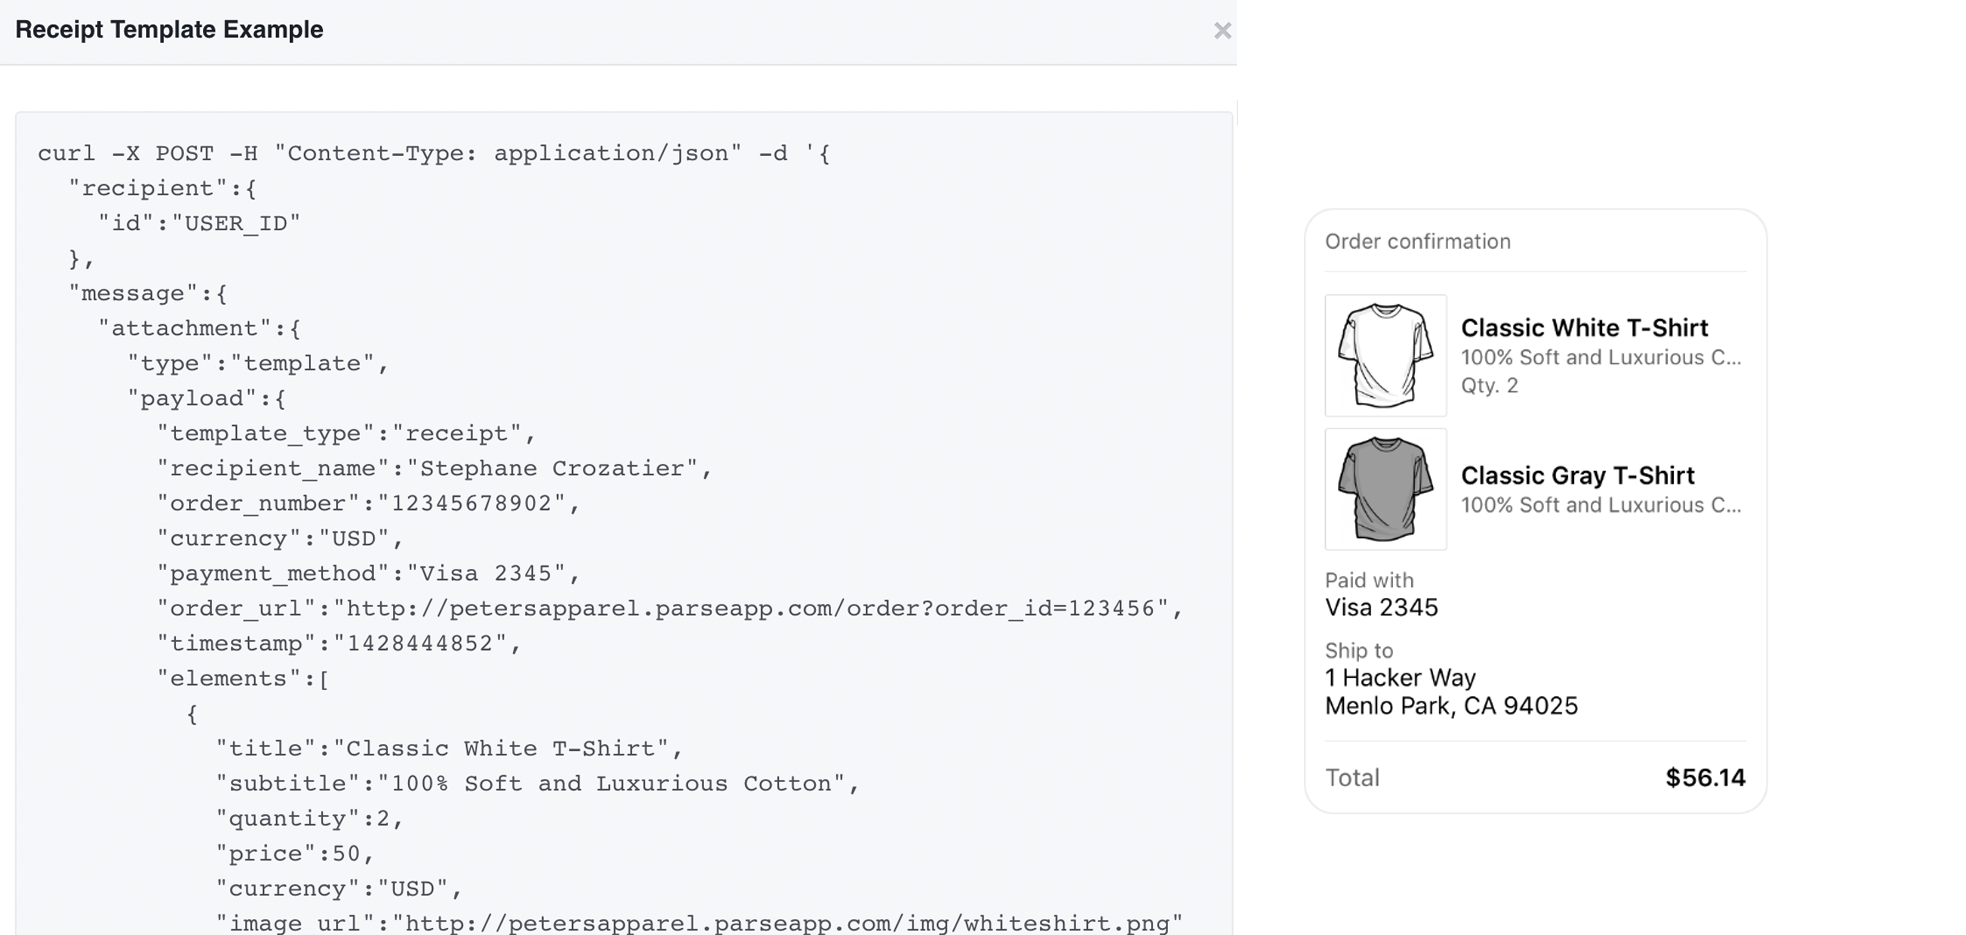 Receipt Template Example
×
curl -X POST -H "Content-Type: application/json" -d '{
  "recipient":{
    "id":"USER_ID"
  },
  "message":{
    "attachment":{
      "type":"template",
      "payload":{
        "template_type":"receipt",
        "recipient_name":"Stephane Crozatier",
        "order_number":"12345678902",
        "currency":"USD",
        "payment_method":"Visa 2345",
        "order_url":"http://petersapparel.parseapp.com/order?order_id=123456",
        "timestamp":"1428444852",
        "elements":[
          {
            "title":"Classic White T-Shirt",
            "subtitle":"100% Soft and Luxurious Cotton",
            "quantity":2,
            "price":50,
            "currency":"USD",
            "image_url":"http://petersapparel.parseapp.com/img/whiteshirt.png"
Order confirmation
Classic White T-Shirt
100% Soft and Luxurious C...
Qty. 2
Classic Gray T-Shirt
100% Soft and Luxurious C...
Paid with
Visa 2345
Ship to
1 Hacker Way
Menlo Park, CA 94025
Total $56.14